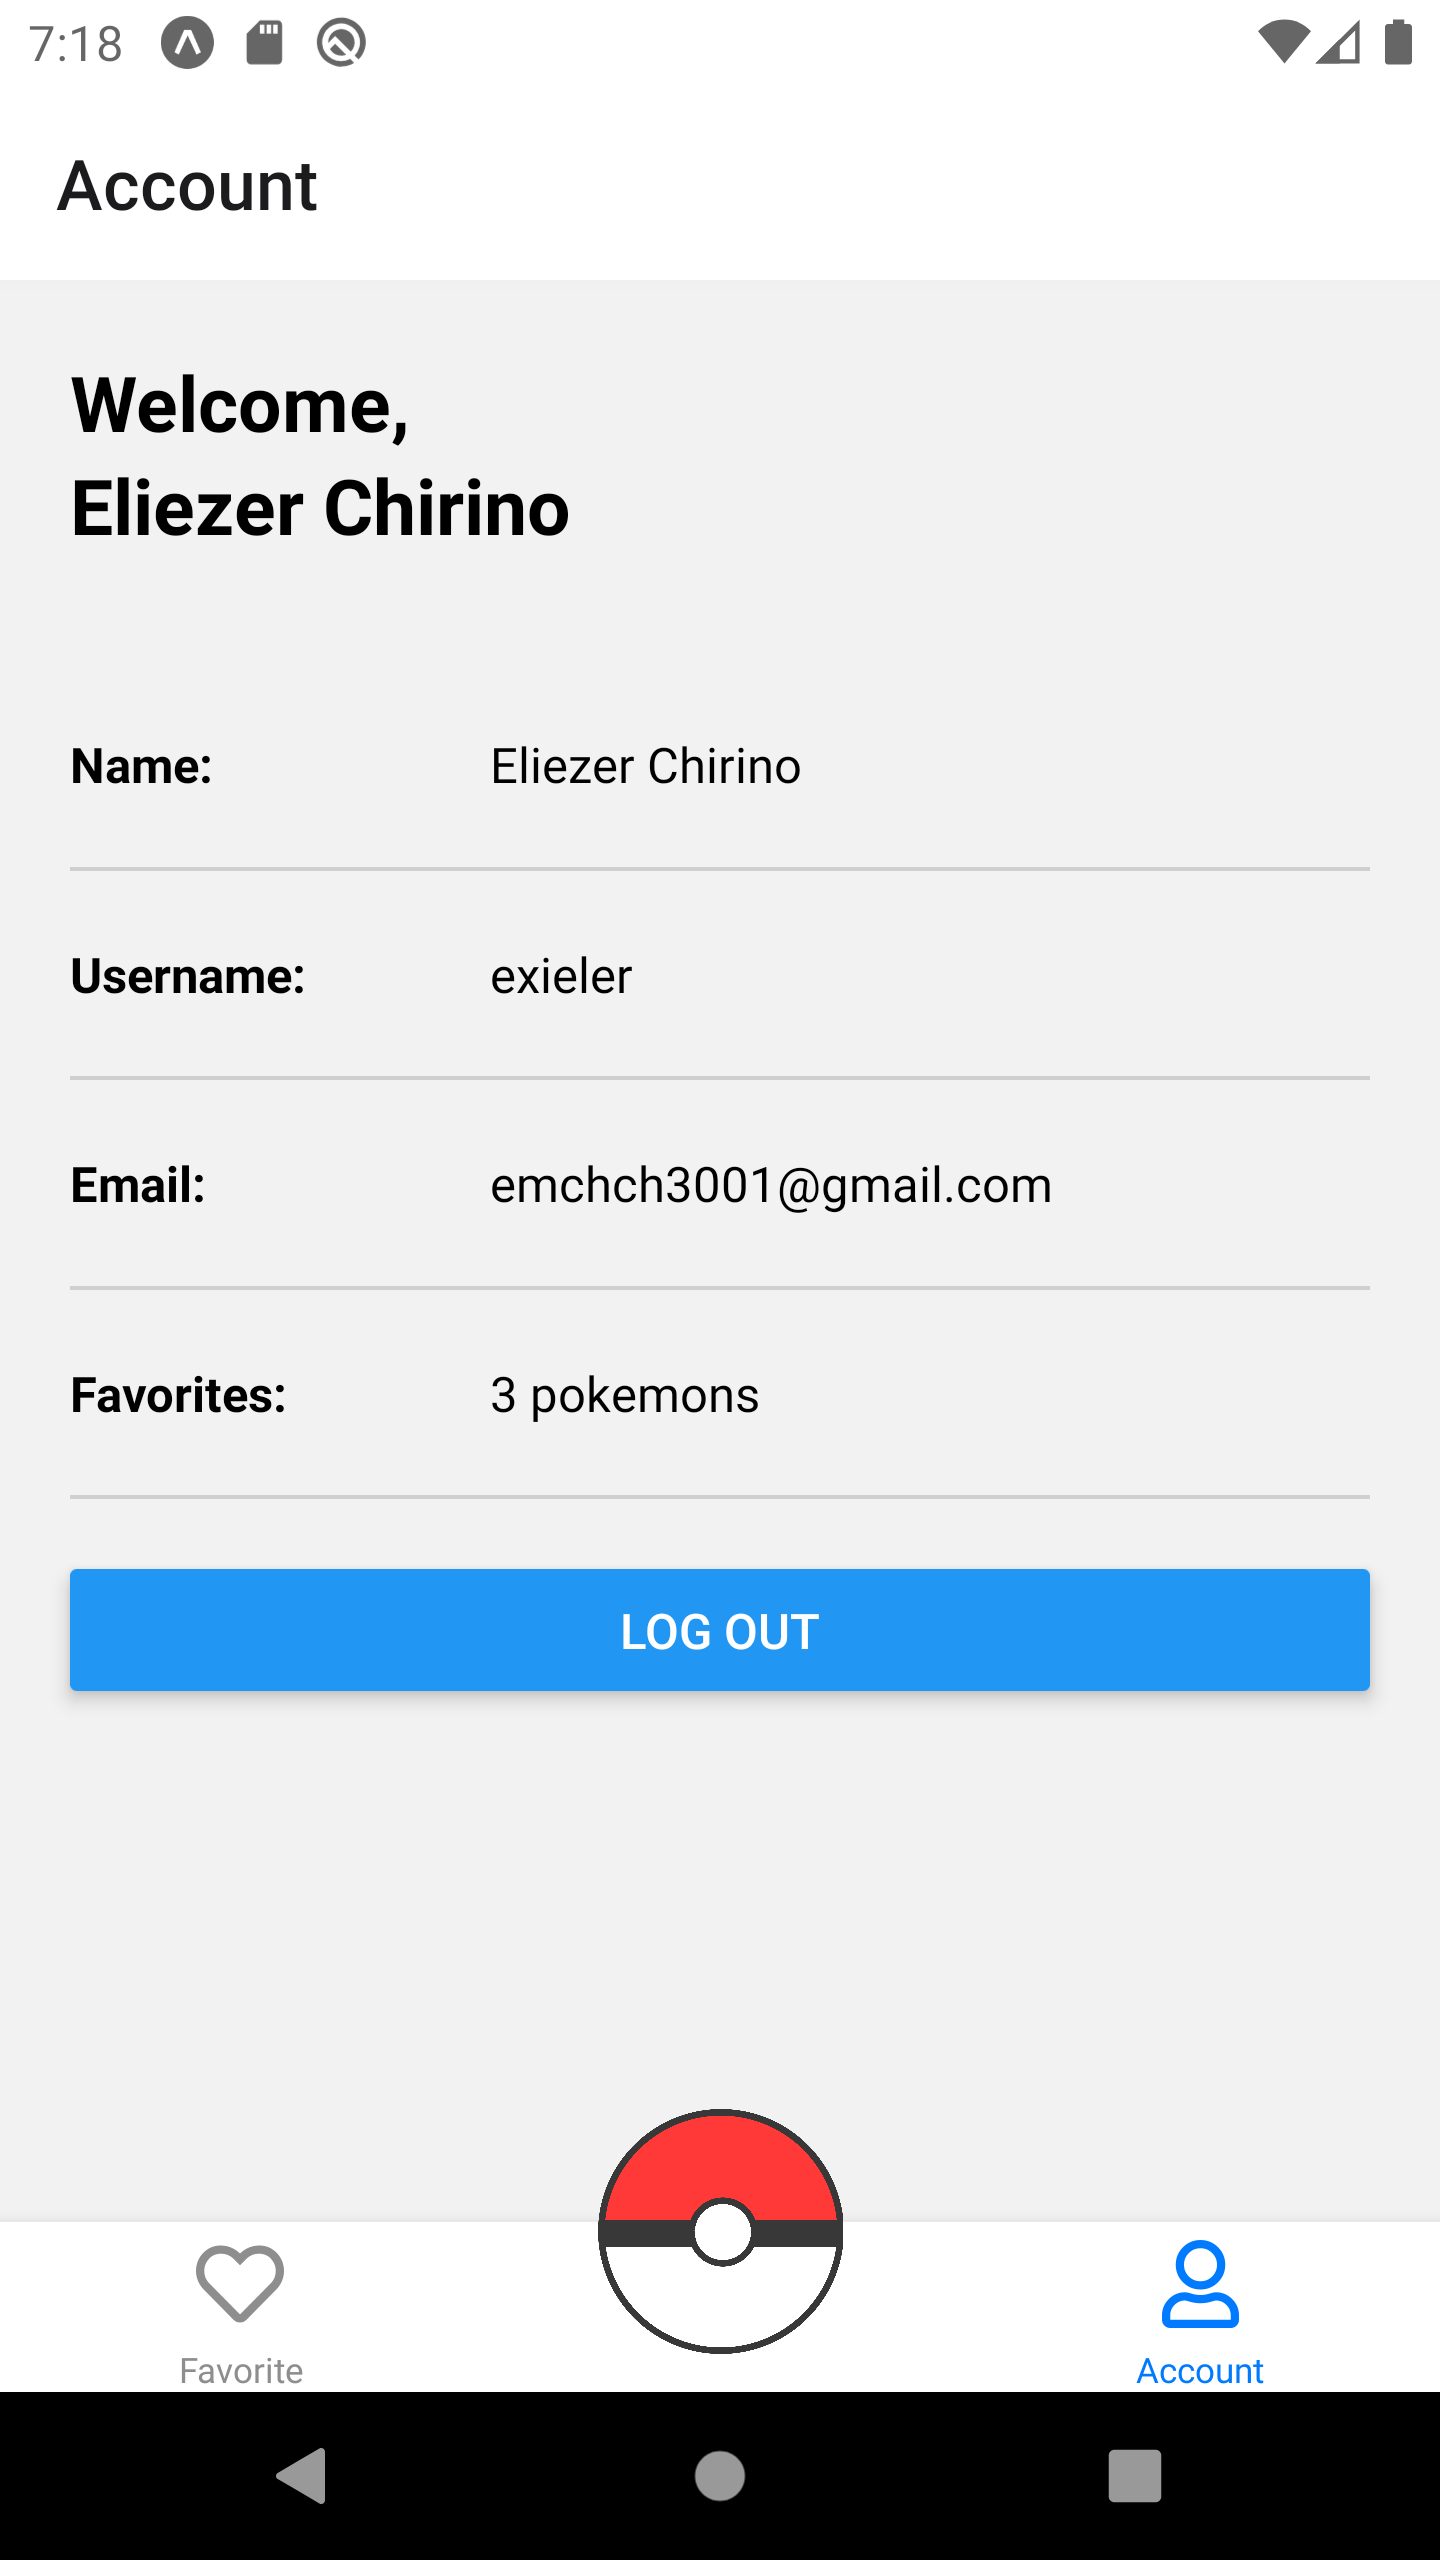 7:18
Account
Welcome,
Eliezer Chirino
Name: Eliezer Chirino
Username: exieler
Email: emchch3001@gmail.com
Favorites: 3 pokemons
LOG OUT
Favorite Account